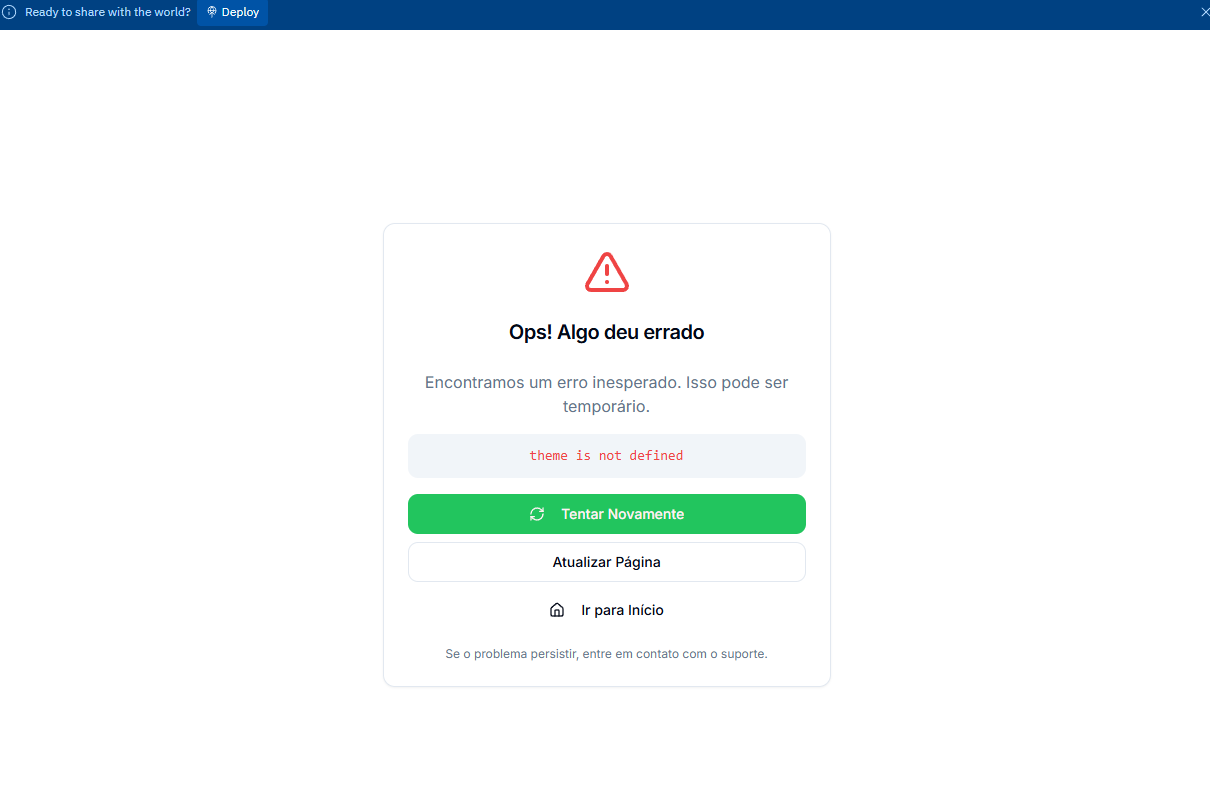 Ready to share with the world? Deploy
Ops! Algo deu errado
Encontramos um erro inesperado. Isso pode ser
temporário.
theme is not defined
Tentar Novamente
Atualizar Página
Ir para Início
Se o problema persistir, entre em contato com o suporte.